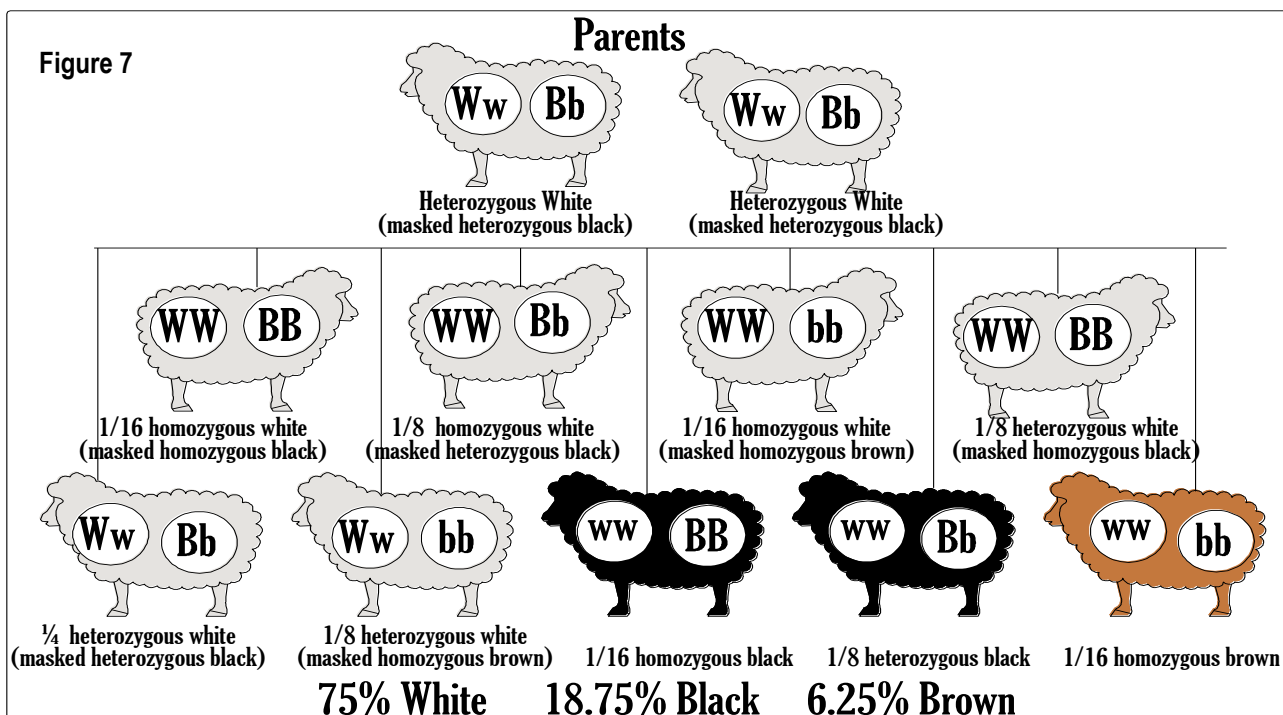 Figure 7
Parents
Ww Bb
Ww Bb
Heterozygous White
(masked heterozygous black)
Heterozygous White
(masked heterozygous black)
WW BB
WW Bb
WW bb
WW BB
1/16 homozygous white
(masked homozygous black)
1/8 homozygous white
(masked heterozygous black)
1/16 homozygous white
(masked homozygous brown)
1/8 heterozygous white
(masked homozygous black)
Ww Bb
Ww bb
ww BB
ww Bb
ww bb
¼ heterozygous white
(masked heterozygous black)
1/8 heterozygous white
(masked homozygous brown)
1/16 homozygous black
1/8 heterozygous black
1/16 homozygous brown
75% White 18.75% Black 6.25% Brown